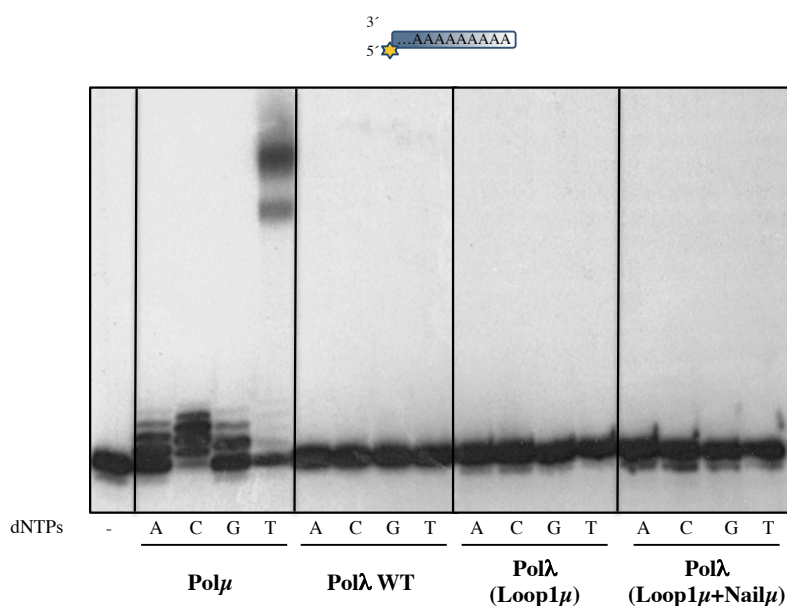 3´
5´ ...AAAAAAAAA
dNTPs - A C G T A C G T A C G T A C G T
Polμ Polλ WT Polλ (Loop1μ) Polλ (Loop1μ+Nailμ)